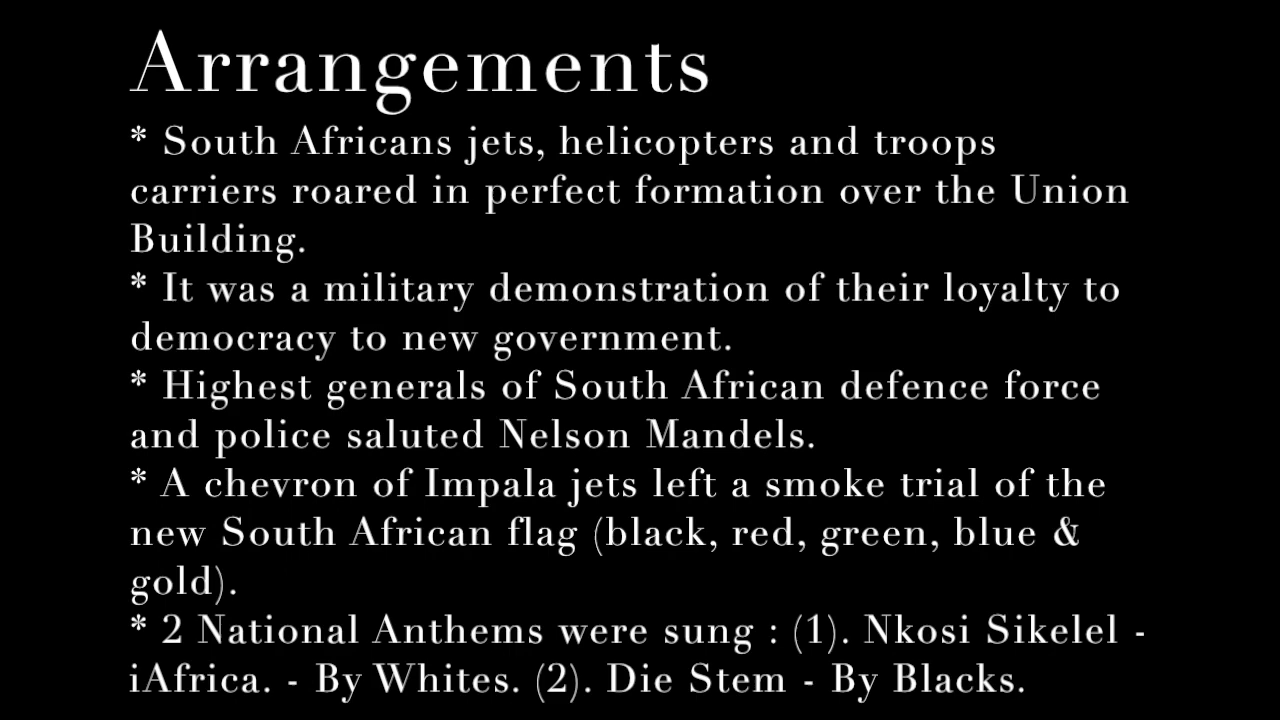 Arrangements
* South Africans jets, helicopters and troops
carriers roared in perfect formation over the Union
Building.
* It was a military demonstration of their loyalty to
democracy to new government.
* Highest generals of South African defence force
and police saluted Nelson Mandels.
* A chevron of Impala jets left a smoke trial of the
new South African flag (black, red, green, blue &
gold).
* 2 National Anthems were sung : (1). Nkosi Sikelel -
iAfrica. - By Whites. (2). Die Stem - By Blacks.